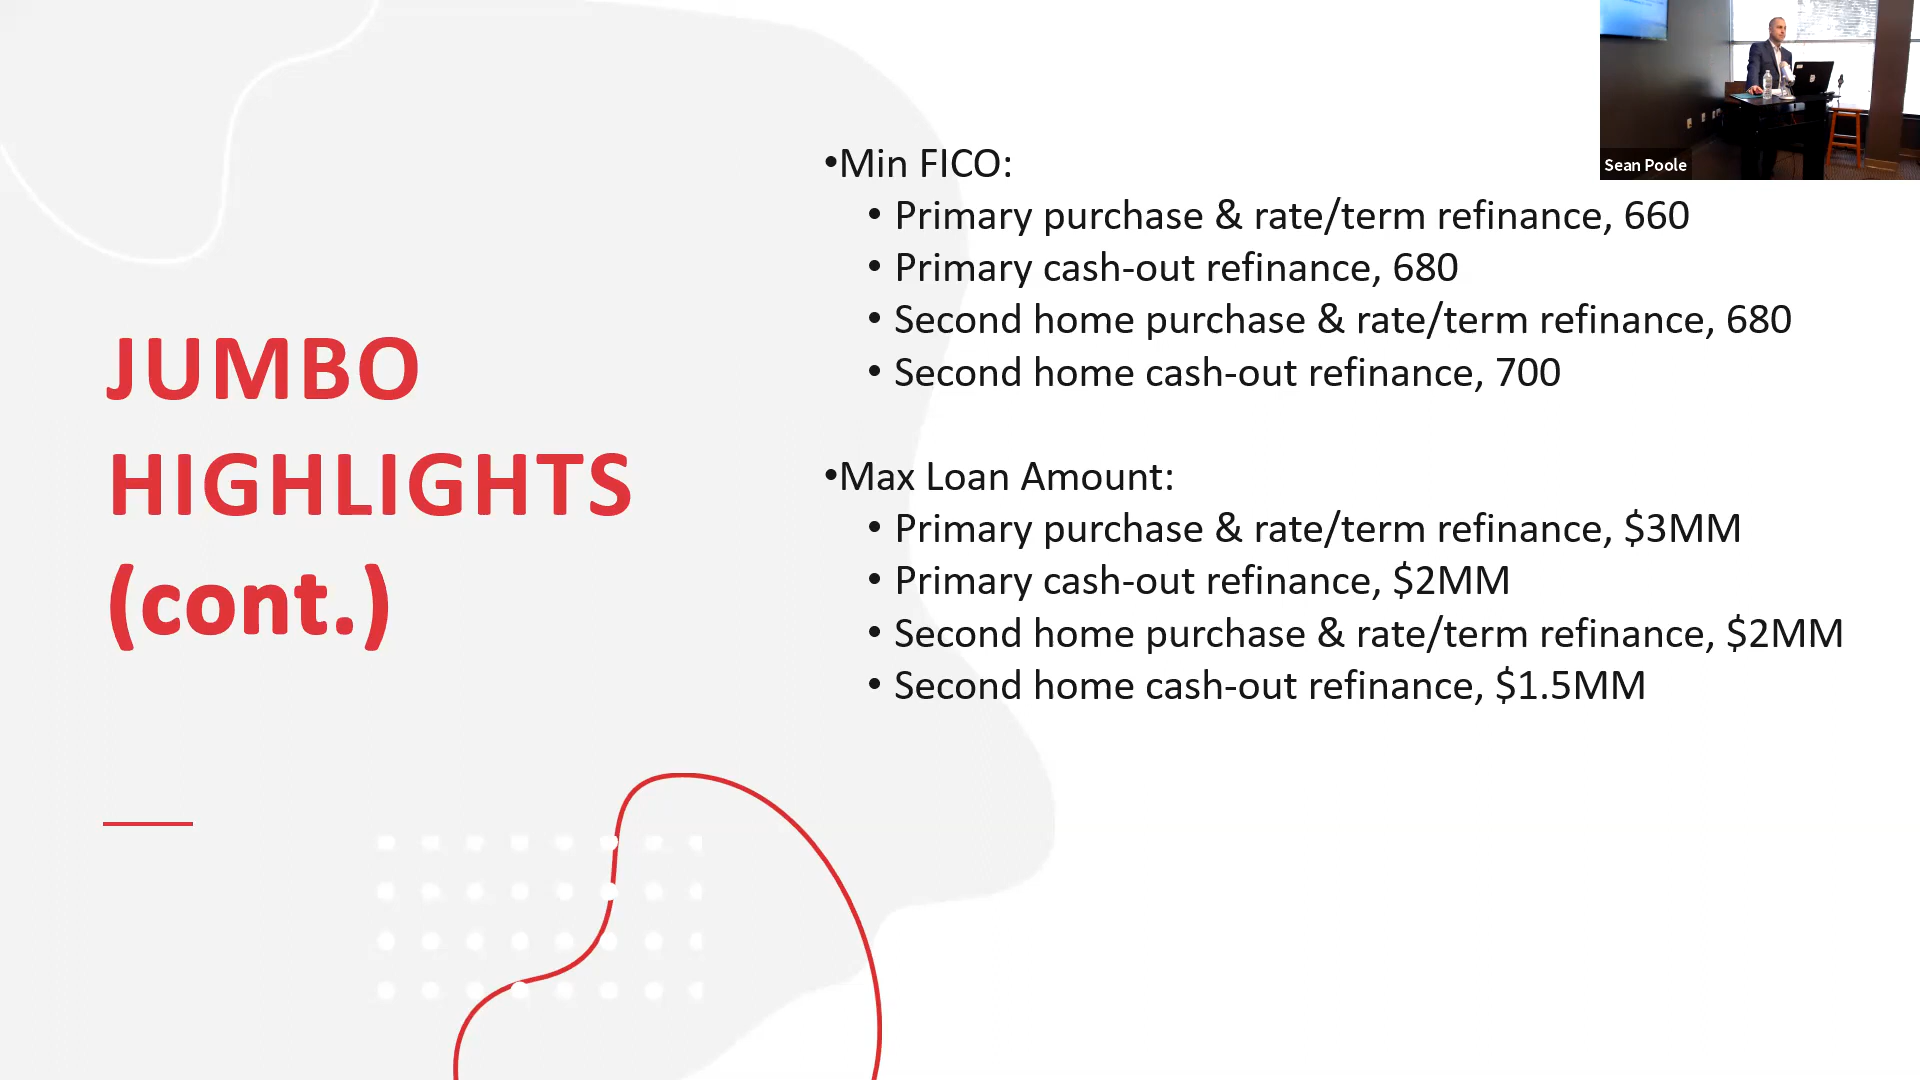 JUMBO
HIGHLIGHTS
(cont.)
•Min FICO:
• Primary purchase & rate/term refinance, 660
• Primary cash-out refinance, 680
• Second home purchase & rate/term refinance, 680
• Second home cash-out refinance, 700
•Max Loan Amount:
• Primary purchase & rate/term refinance, $3MM
• Primary cash-out refinance, $2MM
• Second home purchase & rate/term refinance, $2MM
• Second home cash-out refinance, $1.5MM
Sean Poole